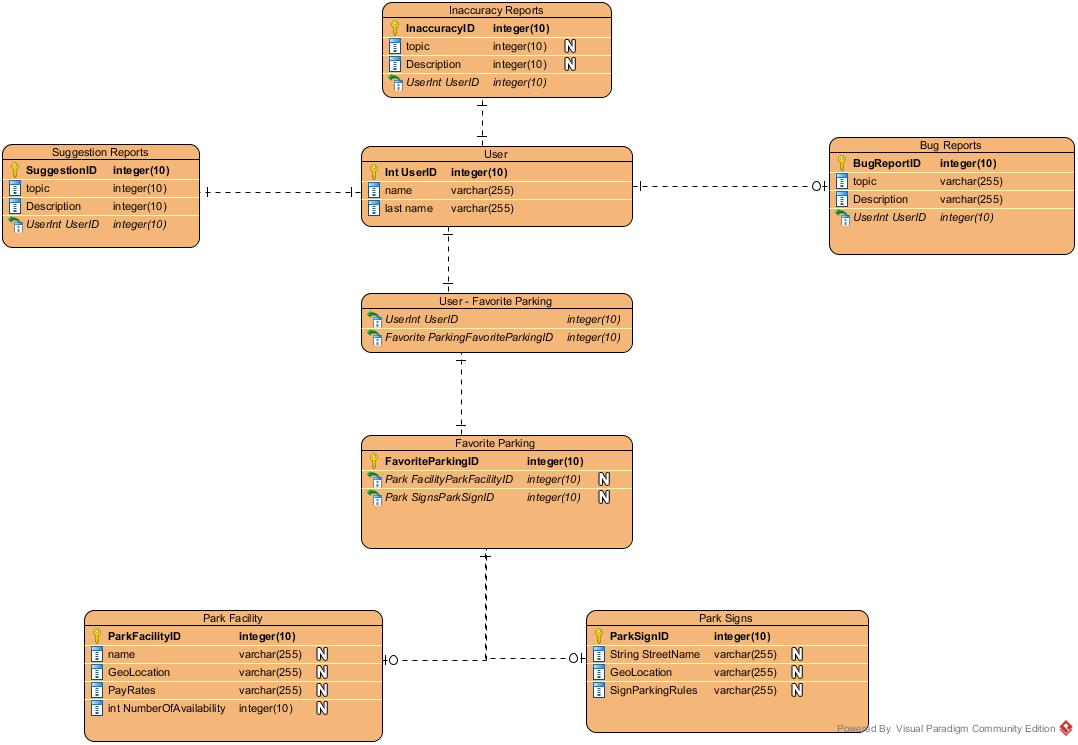 Inaccuracy Reports
InaccuracyID integer(10)
topic integer(10) N
Description integer(10) N
UserInt UserID integer(10)
Suggestion Reports
SuggestionID integer(10)
topic integer(10)
Description integer(10)
UserInt UserID integer(10)
User
Int UserID integer(10)
name varchar(255)
last name varchar(255)
Bug Reports
BugReportID integer(10)
topic varchar(255)
Description varchar(255)
UserInt UserID integer(10)
User - Favorite Parking
UserInt UserID integer(10)
Favorite ParkingFavoriteParkingID integer(10)
Favorite Parking
FavoriteParkingID integer(10)
Park FacilityParkFacilityID integer(10) N
Park SignsParkSignID integer(10) N
Park Facility
ParkFacilityID integer(10)
name varchar(255) N
GeoLocation varchar(255) N
PayRates varchar(255) N
int NumberOfAvailability integer(10) N
Park Signs
ParkSignID integer(10)
String StreetName varchar(255) N
GeoLocation varchar(255) N
SignParkingRules varchar(255) N
Powered By Visual Paradigm Community Edition